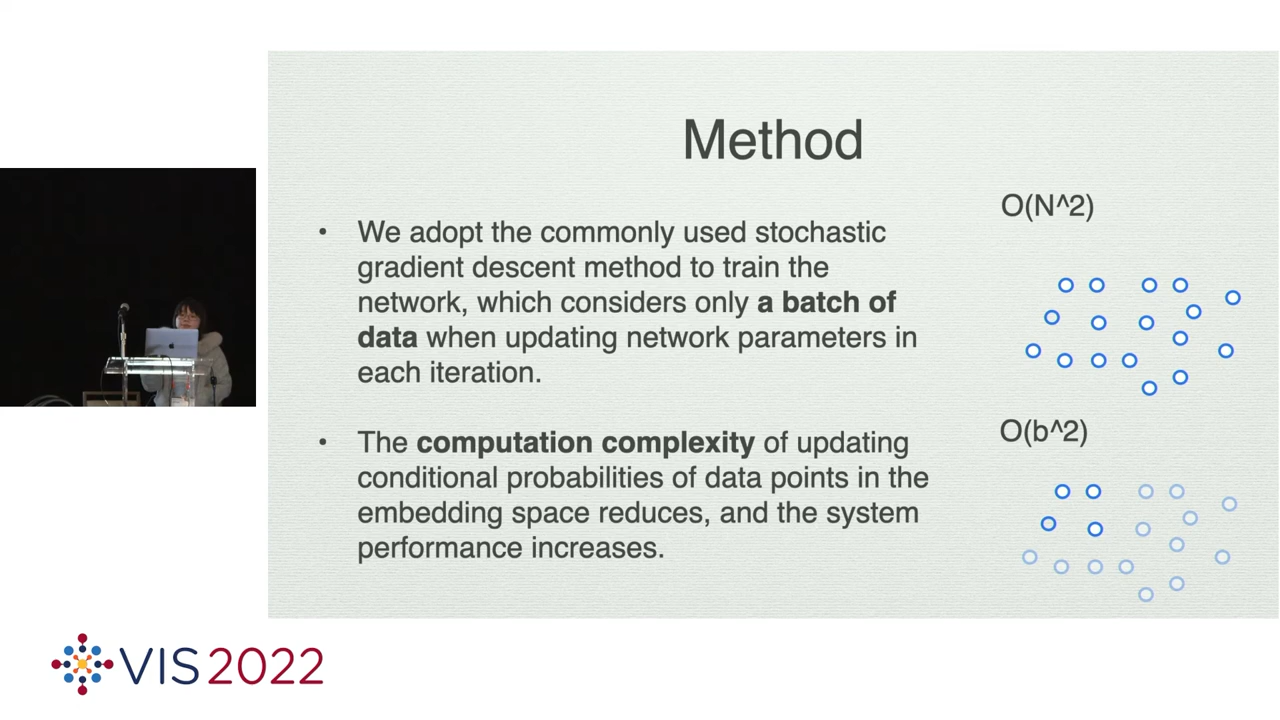 Method
• We adopt the commonly used stochastic
gradient descent method to train the
network, which considers only a batch of
data when updating network parameters in
each iteration.
• The computation complexity of updating
conditional probabilities of data points in the
embedding space reduces, and the system
performance increases.
O(N^2)
O(b^2)
VIS2022